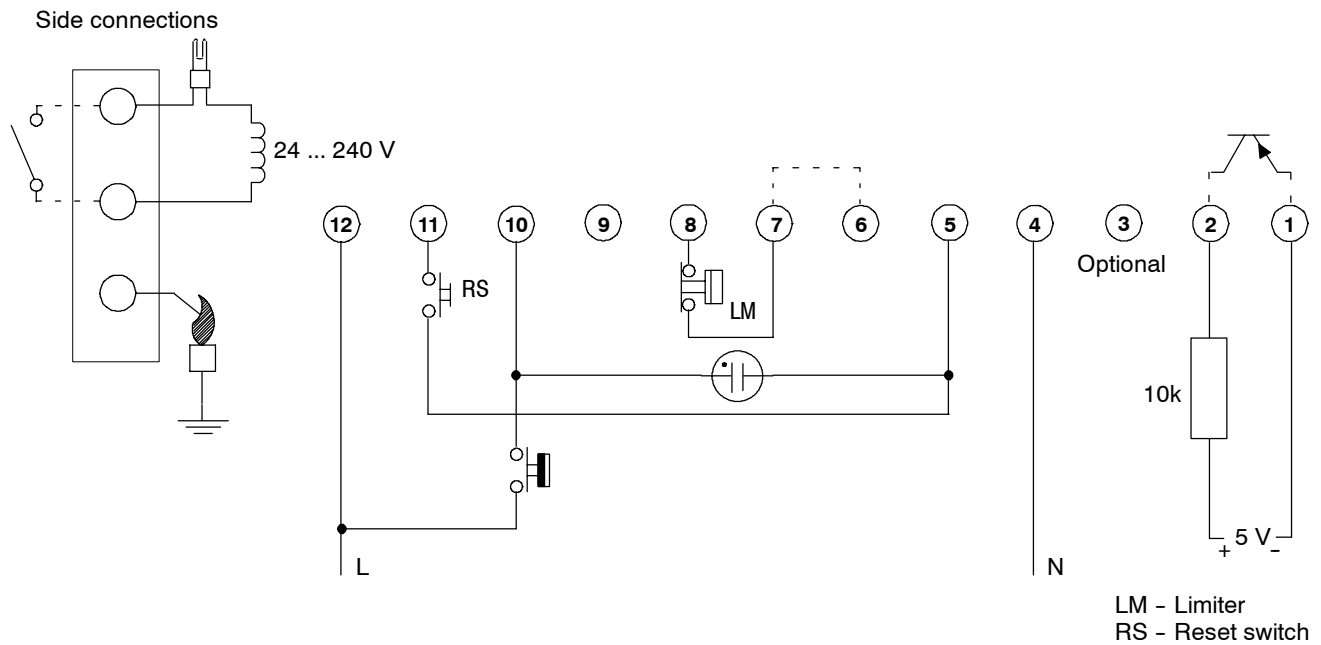 Side connections
24 ... 240 V
12 11 10 9 8 7 6 5 4 3 2 1
Optional
RS
LM
10k
+ 5 V -
L
N
LM - Limiter
RS - Reset switch